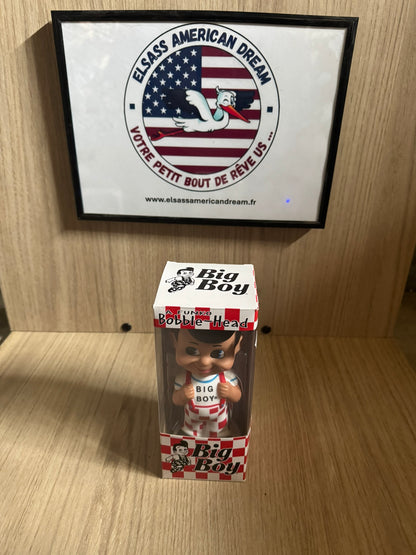 ELSASS AMERICAN DREAM
VOTRE PETIT BOUT DE RÊVE US ...
www.elsassamericandream.fr
Big
Boy
A FUNKO
Bobble-Head
BIG
BOY
Big
Boy